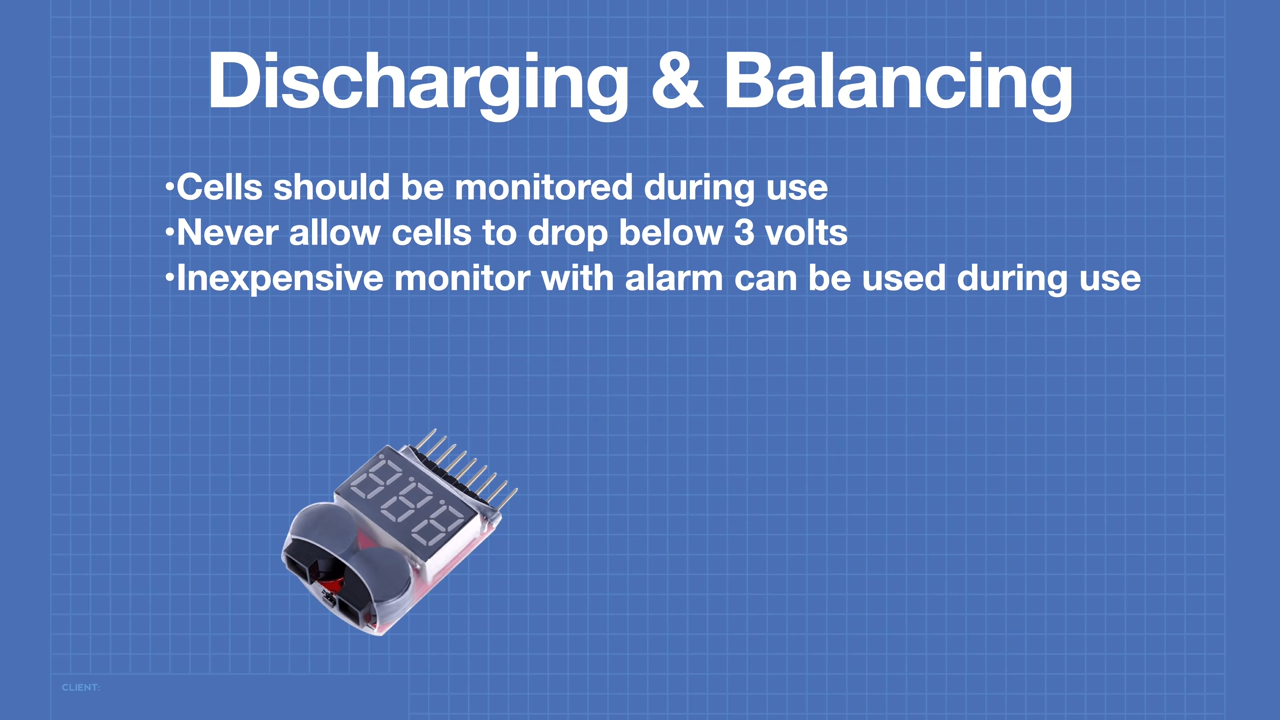 Discharging & Balancing
•Cells should be monitored during use
•Never allow cells to drop below 3 volts
•Inexpensive monitor with alarm can be used during use
CLIENT: